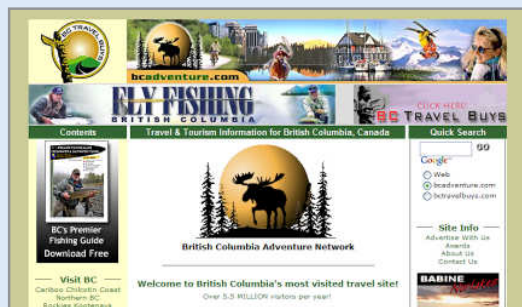 BC TRAVEL BUYS
bcadventure.com
FLY FISHING
BRITISH COLUMBIA
CLICK HERE!
BC TRAVEL BUYS
Contents
Travel & Tourism Information for British Columbia, Canada
Quick Search
GO
Google
Web
bcadventure.com
bctravelbuys.com
BC's Premier
Fishing Guide
Download Free
British Columbia Adventure Network
Site Info
Advertise With Us
Awards
About Us
Contact Us
Visit BC
Cariboo Chilcotin Coast
Northern BC
Rockies Kootenays
Welcome to British Columbia's most visited travel site!
Over 5.5 MILLION visitors per year!
BABINE